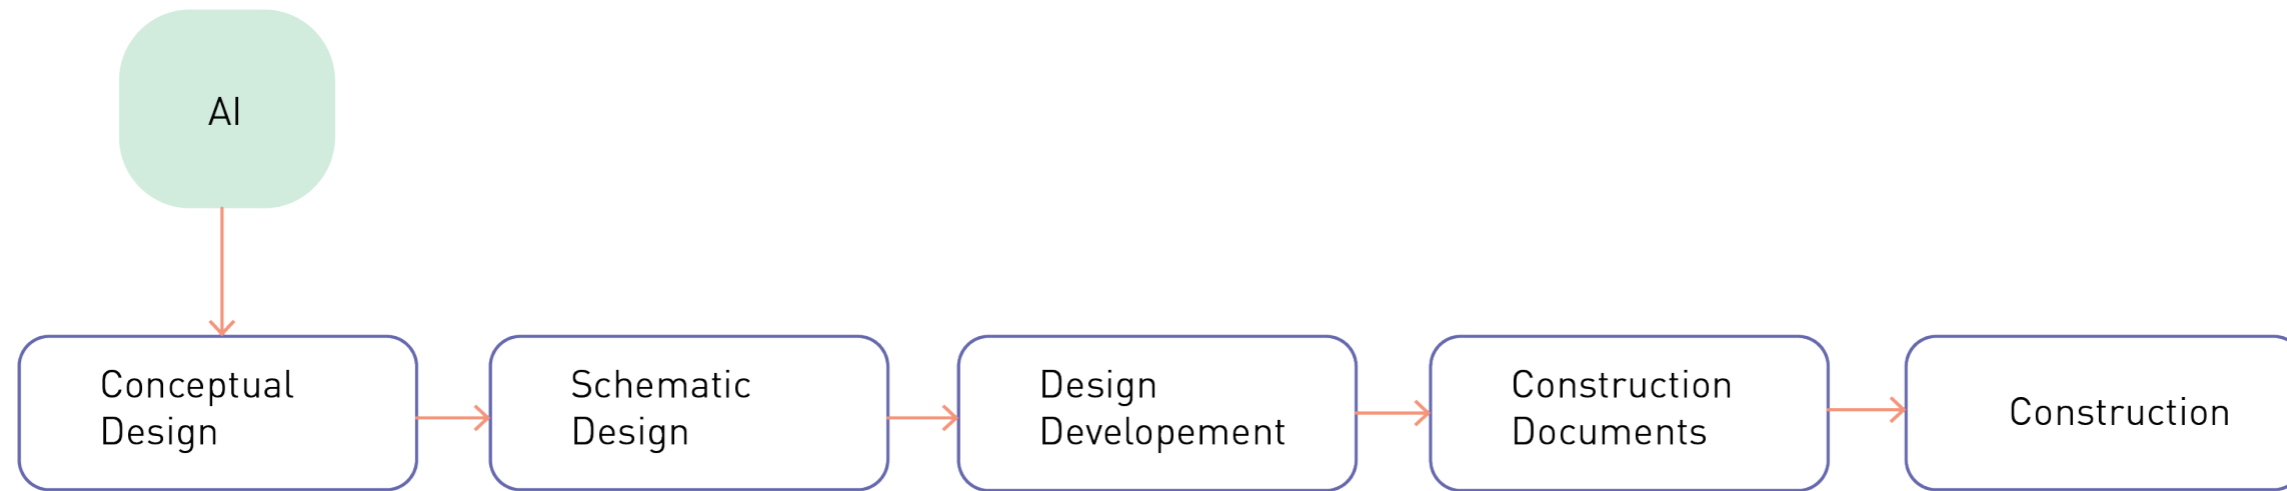 AI
Conceptual
Design
Schematic
Design
Design
Developement
Construction
Documents
Construction